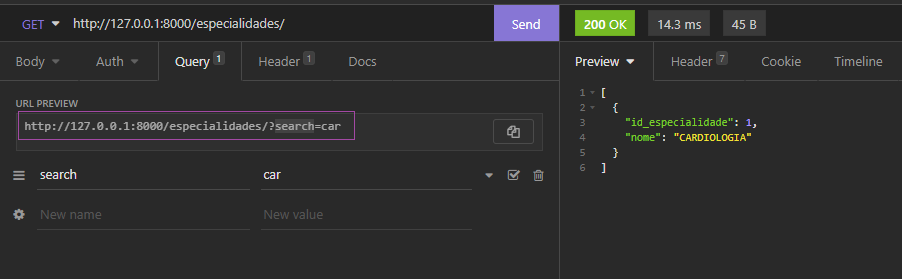 GET http://127.0.0.1:8000/especialidades/ Send 200 OK 14.3 ms 45 B
Body Auth Query 1 Header 1 Docs Preview Header 7 Cookie Timeline
URL PREVIEW
http://127.0.0.1:8000/especialidades/?search=car
search car
New name New value
1 [
2 {
3 "id_especialidade": 1,
4 "nome": "CARDIOLOGIA"
5 }
6 ]